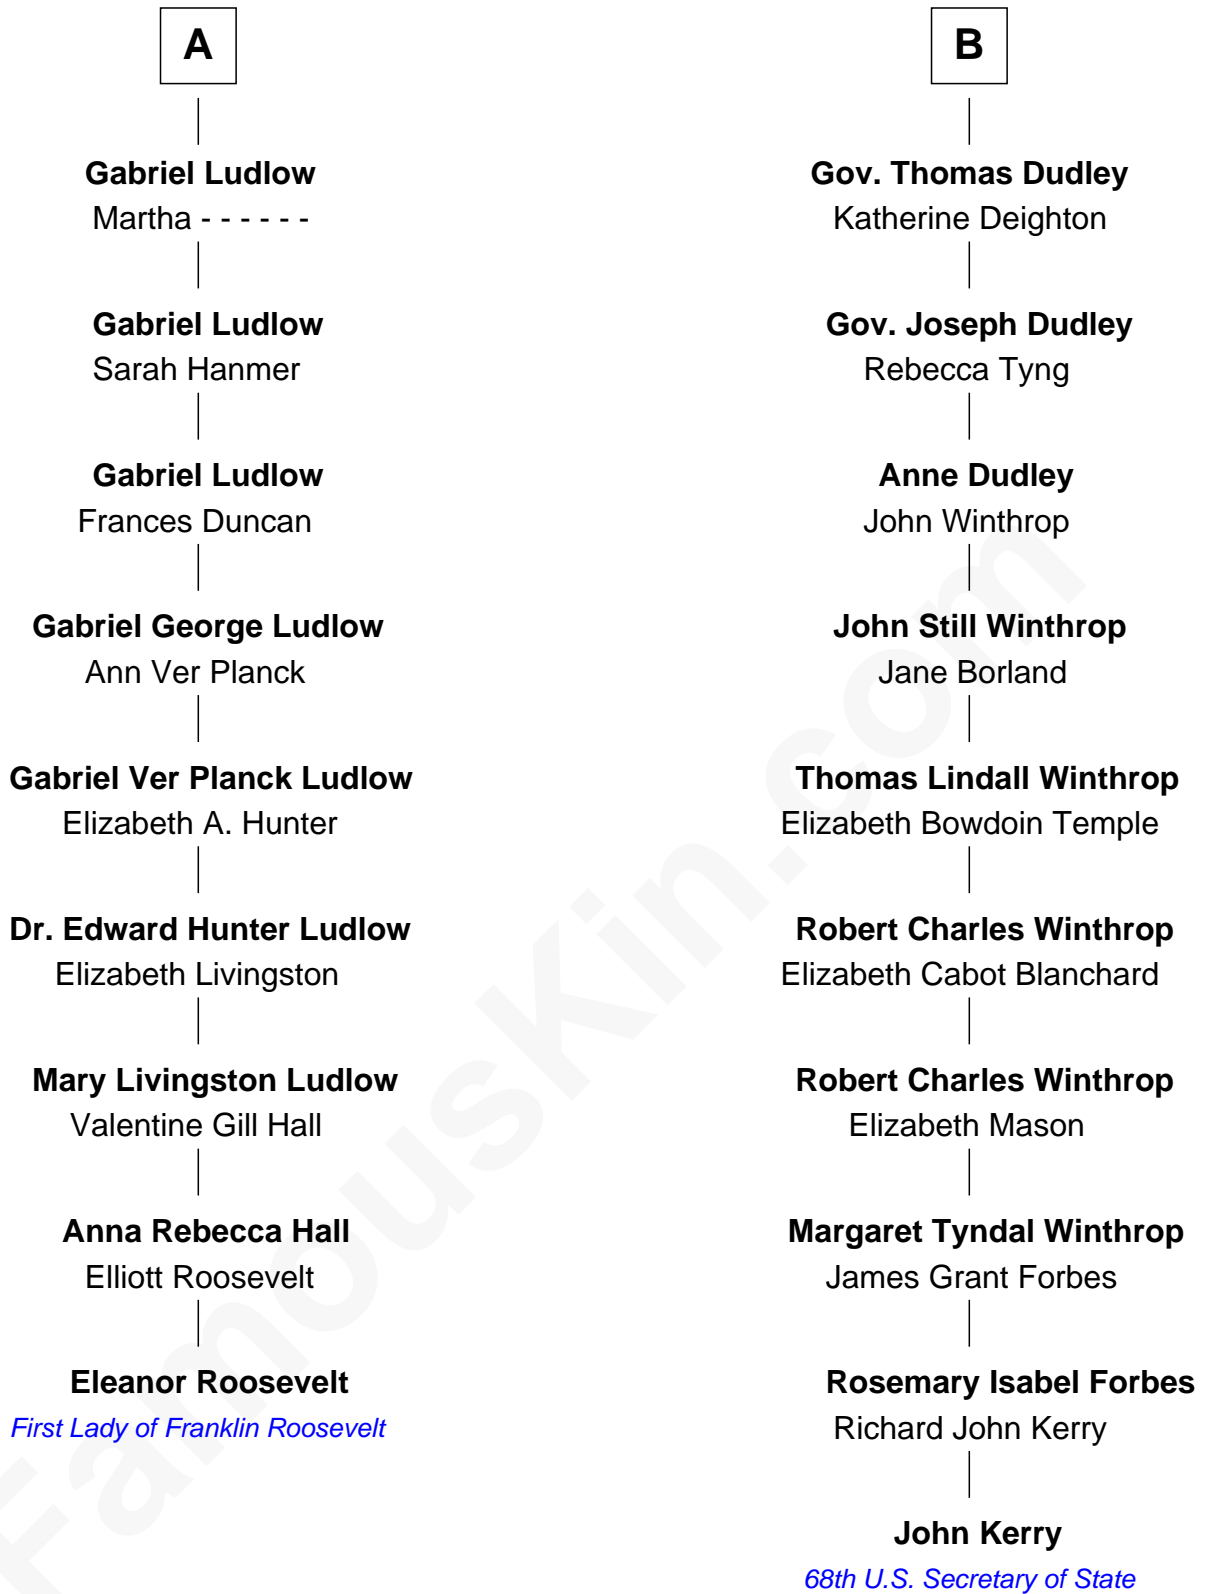 A
Gabriel Ludlow
Martha - - - - - -
Gabriel Ludlow
Sarah Hanmer
Gabriel Ludlow
Frances Duncan
Gabriel George Ludlow
Ann Ver Planck
Gabriel Ver Planck Ludlow
Elizabeth A. Hunter
Dr. Edward Hunter Ludlow
Elizabeth Livingston
Mary Livingston Ludlow
Valentine Gill Hall
Anna Rebecca Hall
Elliott Roosevelt
Eleanor Roosevelt
First Lady of Franklin Roosevelt
B
Gov. Thomas Dudley
Katherine Deighton
Gov. Joseph Dudley
Rebecca Tyng
Anne Dudley
John Winthrop
John Still Winthrop
Jane Borland
Thomas Lindall Winthrop
Elizabeth Bowdoin Temple
Robert Charles Winthrop
Elizabeth Cabot Blanchard
Robert Charles Winthrop
Elizabeth Mason
Margaret Tyndal Winthrop
James Grant Forbes
Rosemary Isabel Forbes
Richard John Kerry
John Kerry
68th U.S. Secretary of State
FamousKin.com